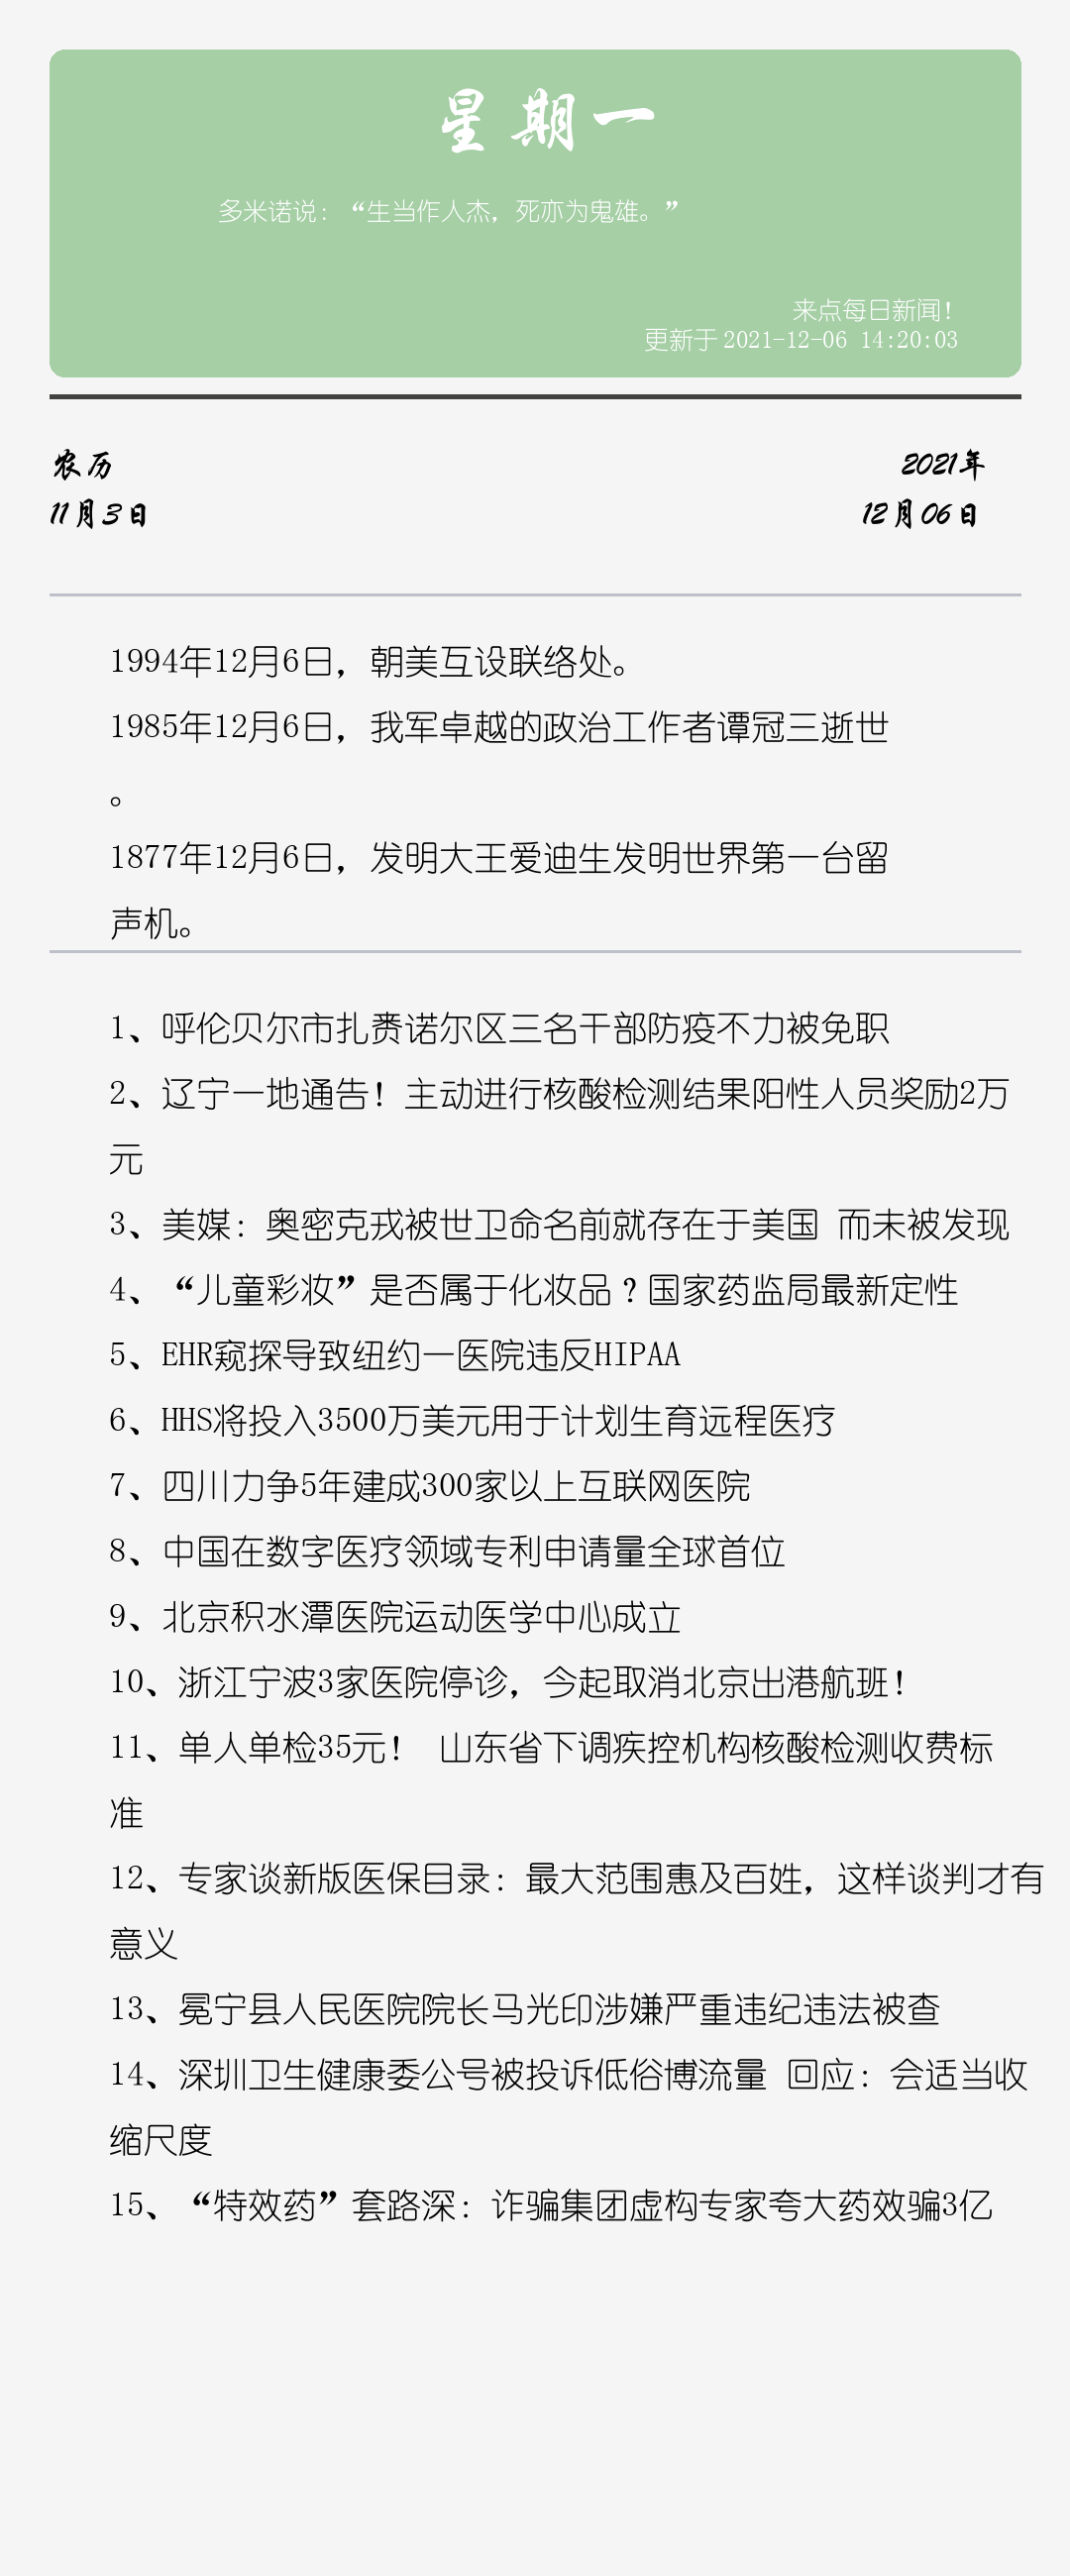 星期一
多米诺说：“生当作人杰，死亦为鬼雄。”
来点每日新闻！
更新于 2021-12-06 14:20:03
农历
2021年
11月3日
12月06日
1994年12月6日，朝美互设联络处。
1985年12月6日，我军卓越的政治工作者谭冠三逝世
。
1877年12月6日，发明大王爱迪生发明世界第一台留
声机。
1、呼伦贝尔市扎赉诺尔区三名干部防疫不力被免职
2、辽宁一地通告！主动进行核酸检测结果阳性人员奖励2万
元
3、美媒：奥密克戎被世卫命名前就存在于美国 而未被发现
4、“儿童彩妆”是否属于化妆品？国家药监局最新定性
5、EHR窥探导致纽约一医院违反HIPAA
6、HHS将投入3500万美元用于计划生育远程医疗
7、四川力争5年建成300家以上互联网医院
8、中国在数字医疗领域专利申请量全球首位
9、北京积水潭医院运动医学中心成立
10、浙江宁波3家医院停诊，今起取消北京出港航班！
11、单人单检35元！ 山东省下调疾控机构核酸检测收费标
准
12、专家谈新版医保目录：最大范围惠及百姓，这样谈判才有
意义
13、冕宁县人民医院院长马光印涉嫌严重违纪违法被查
14、深圳卫生健康委公号被投诉低俗博流量 回应：会适当收
缩尺度
15、“特效药”套路深：诈骗集团虚构专家夸大药效骗3亿